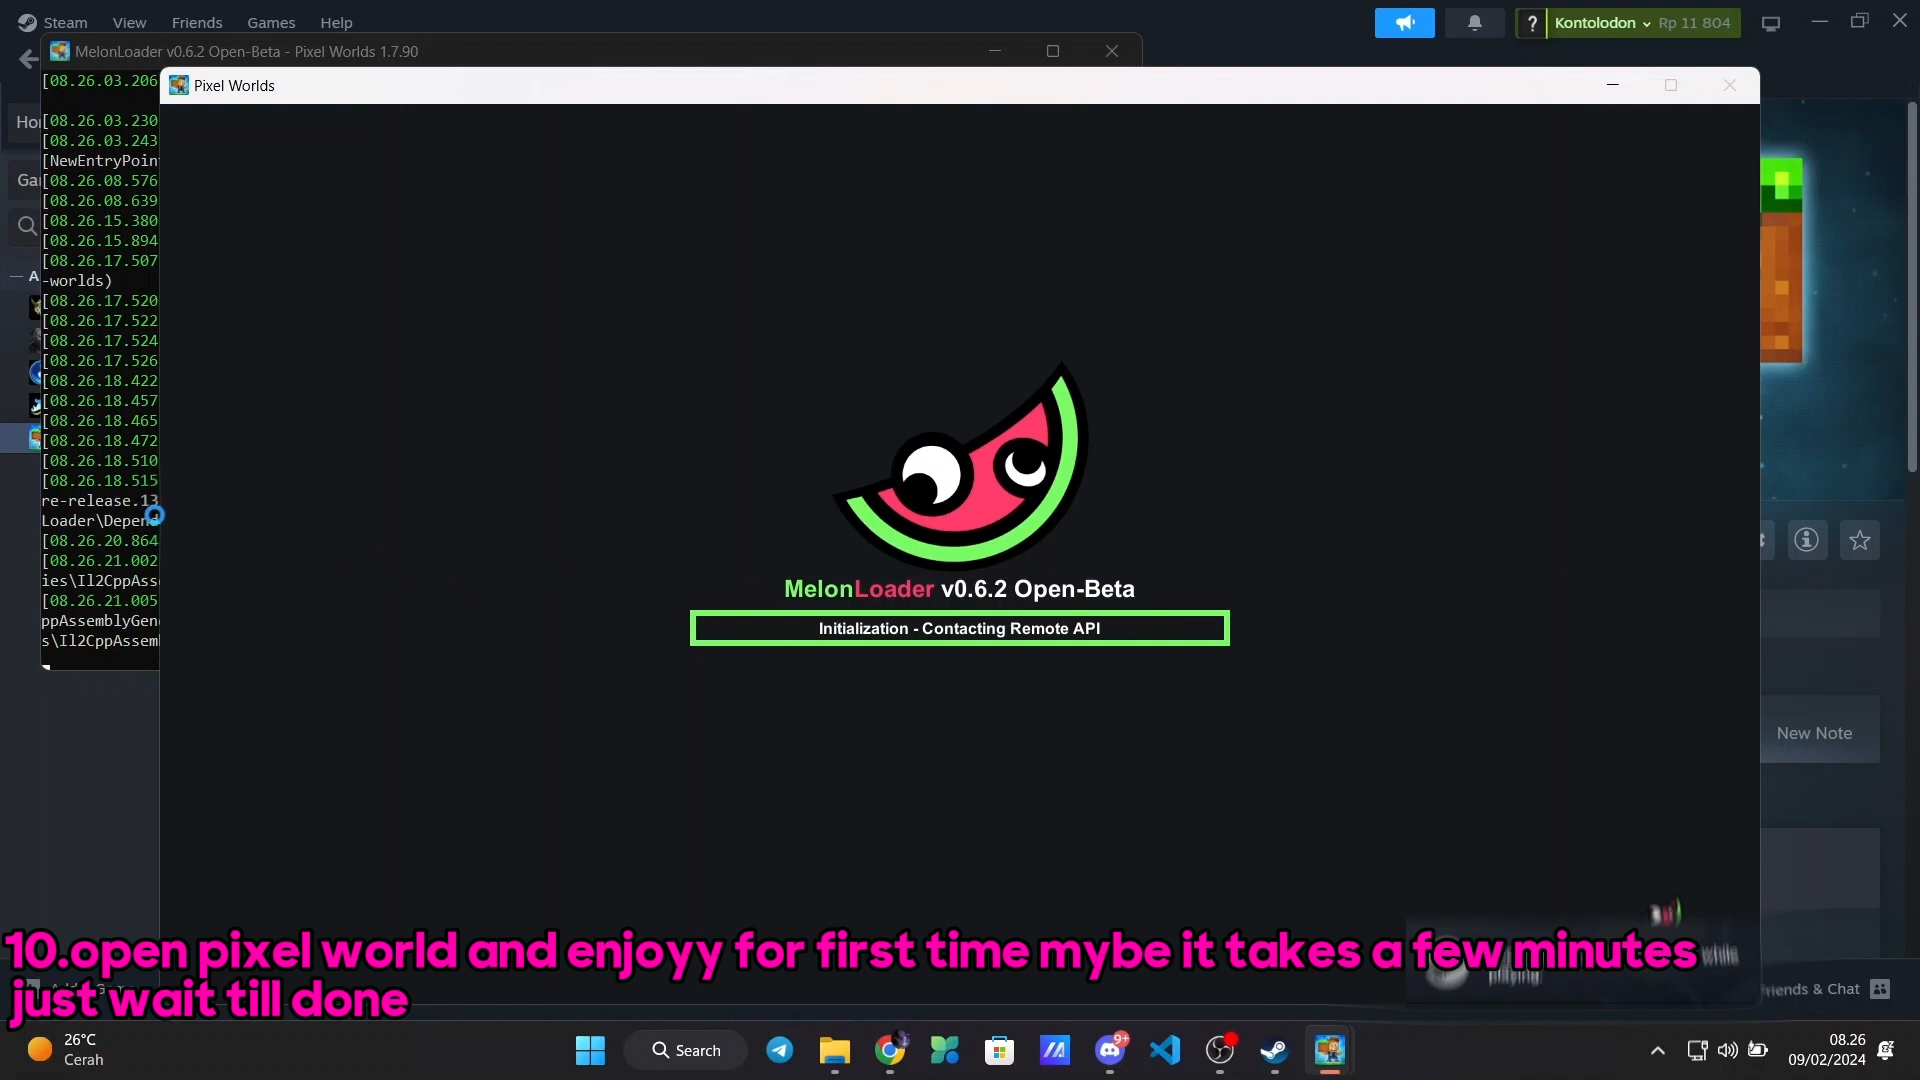 Steam View Friends Games Help
Kontolodon Rp 11 804
MelonLoader v0.6.2 Open-Beta - Pixel Worlds 1.7.90
[08.26.03.206
Pixel Worlds
[08.26.03.230
[08.26.03.243
[NewEntryPoin
[08.26.08.576
[08.26.08.639
[08.26.15.380
[08.26.15.894
[08.26.17.507
-worlds)
[08.26.17.520
[08.26.17.522
[08.26.17.524
[08.26.17.526
[08.26.18.422
[08.26.18.457
[08.26.18.465
[08.26.18.472
[08.26.18.510
[08.26.18.515
re-release.13
Loader\Depend
[08.26.20.864
[08.26.21.002
ies\Il2CppAss
[08.26.21.005
ppAssemblyGen
s\Il2CppAssem
MelonLoader v0.6.2 Open-Beta
Initialization - Contacting Remote API
New Note
10.open pixel world and enjoyy for first time mybe it takes a few minutes
just wait till done
Friends & Chat
26°C
Cerah
Search
9+
08.26
09/02/2024